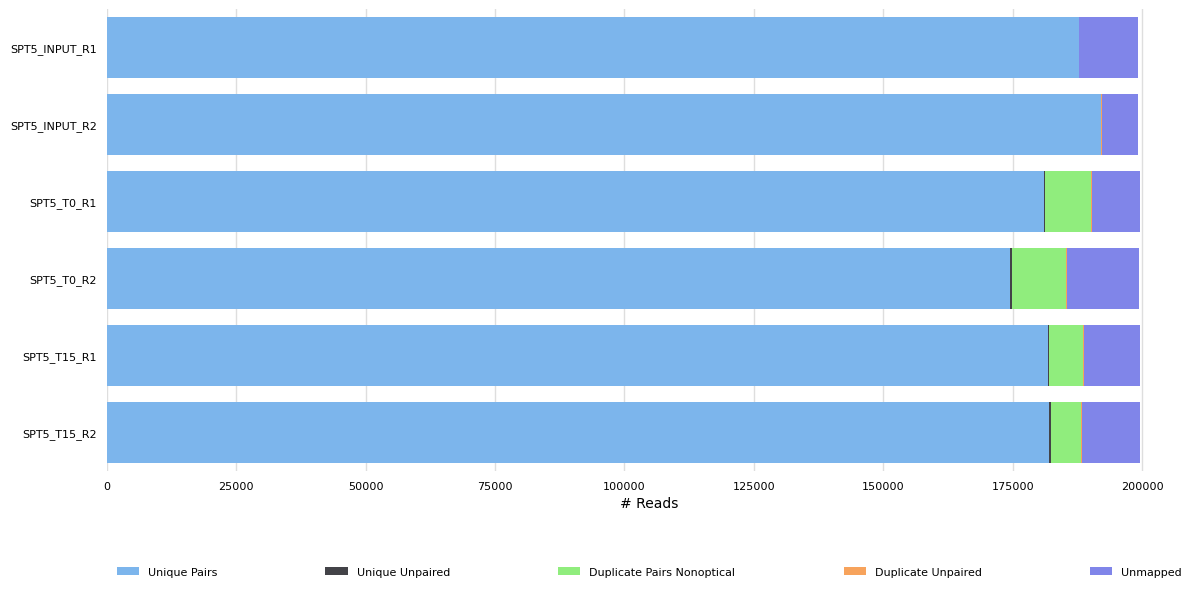 SPT5_INPUT_R1
SPT5_INPUT_R2
SPT5_T0_R1
SPT5_T0_R2
SPT5_T15_R1
SPT5_T15_R2
0 25000 50000 75000 100000 125000 150000 175000 200000
# Reads
Unique Pairs Unique Unpaired Duplicate Pairs Nonoptical Duplicate Unpaired Unmapped